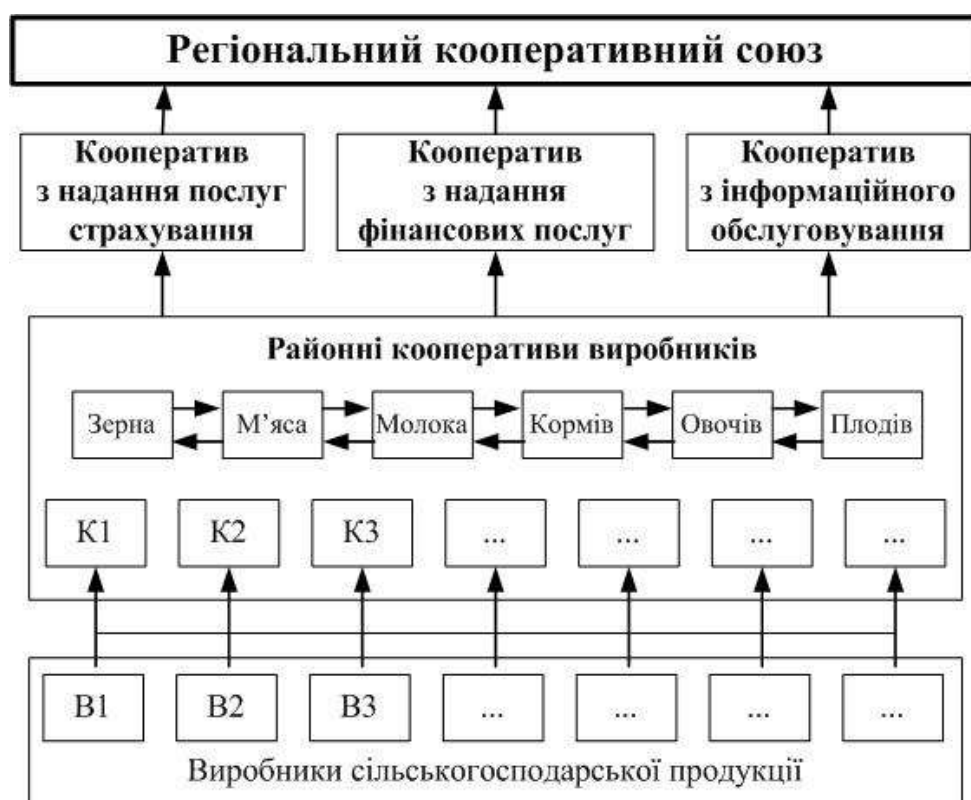 Регіональний кооперативний союз
Кооператив
з надання послуг
страхування
Кооператив
з надання
фінансових послуг
Кооператив
з інформаційного
обслуговування
Районні кооперативи виробників
Зерна М’яса Молока Кормів Овочів Плодів
К1 К2 К3 ... ... ... ...
В1 В2 В3 ... ... ... ...
Виробники сільськогосподарської продукції